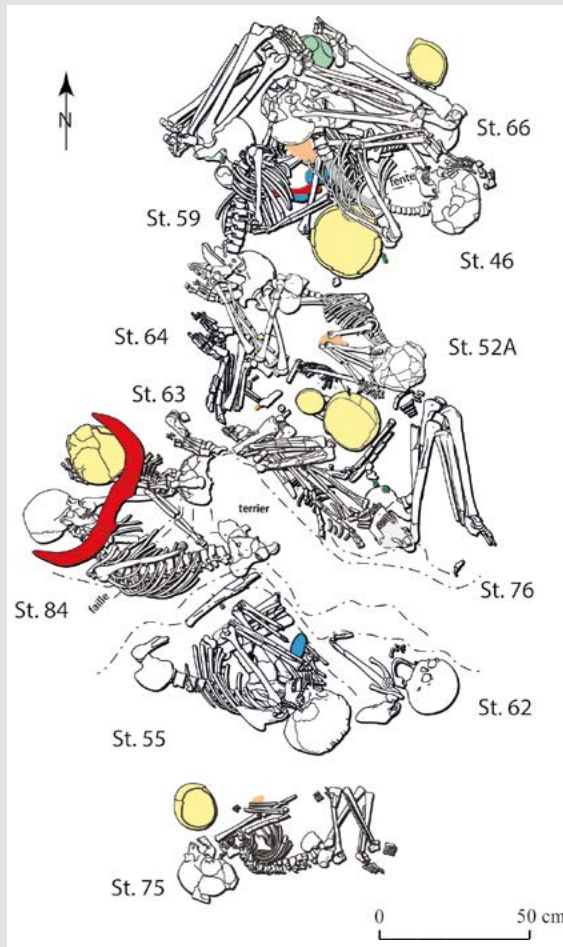 N
St. 66
fente
St. 59
St. 46
St. 64
St. 52A
St. 63
terrier
St. 76
St. 84
faille
St. 62
St. 55
St. 75
0
50 cm